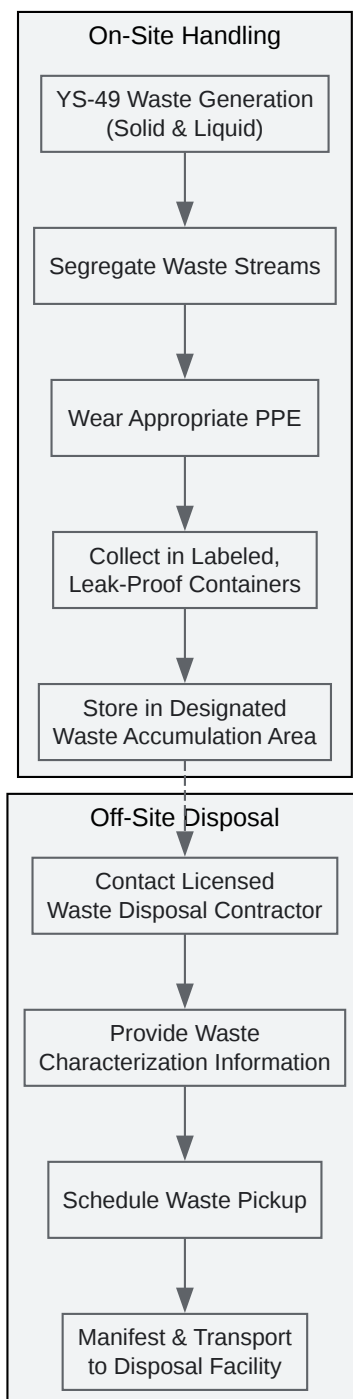 On-Site Handling
YS-49 Waste Generation
(Solid & Liquid)
Segregate Waste Streams
Wear Appropriate PPE
Collect in Labeled,
Leak-Proof Containers
Store in Designated
Waste Accumulation Area
Off-Site Disposal
Contact Licensed
Waste Disposal Contractor
Provide Waste
Characterization Information
Schedule Waste Pickup
Manifest & Transport
to Disposal Facility